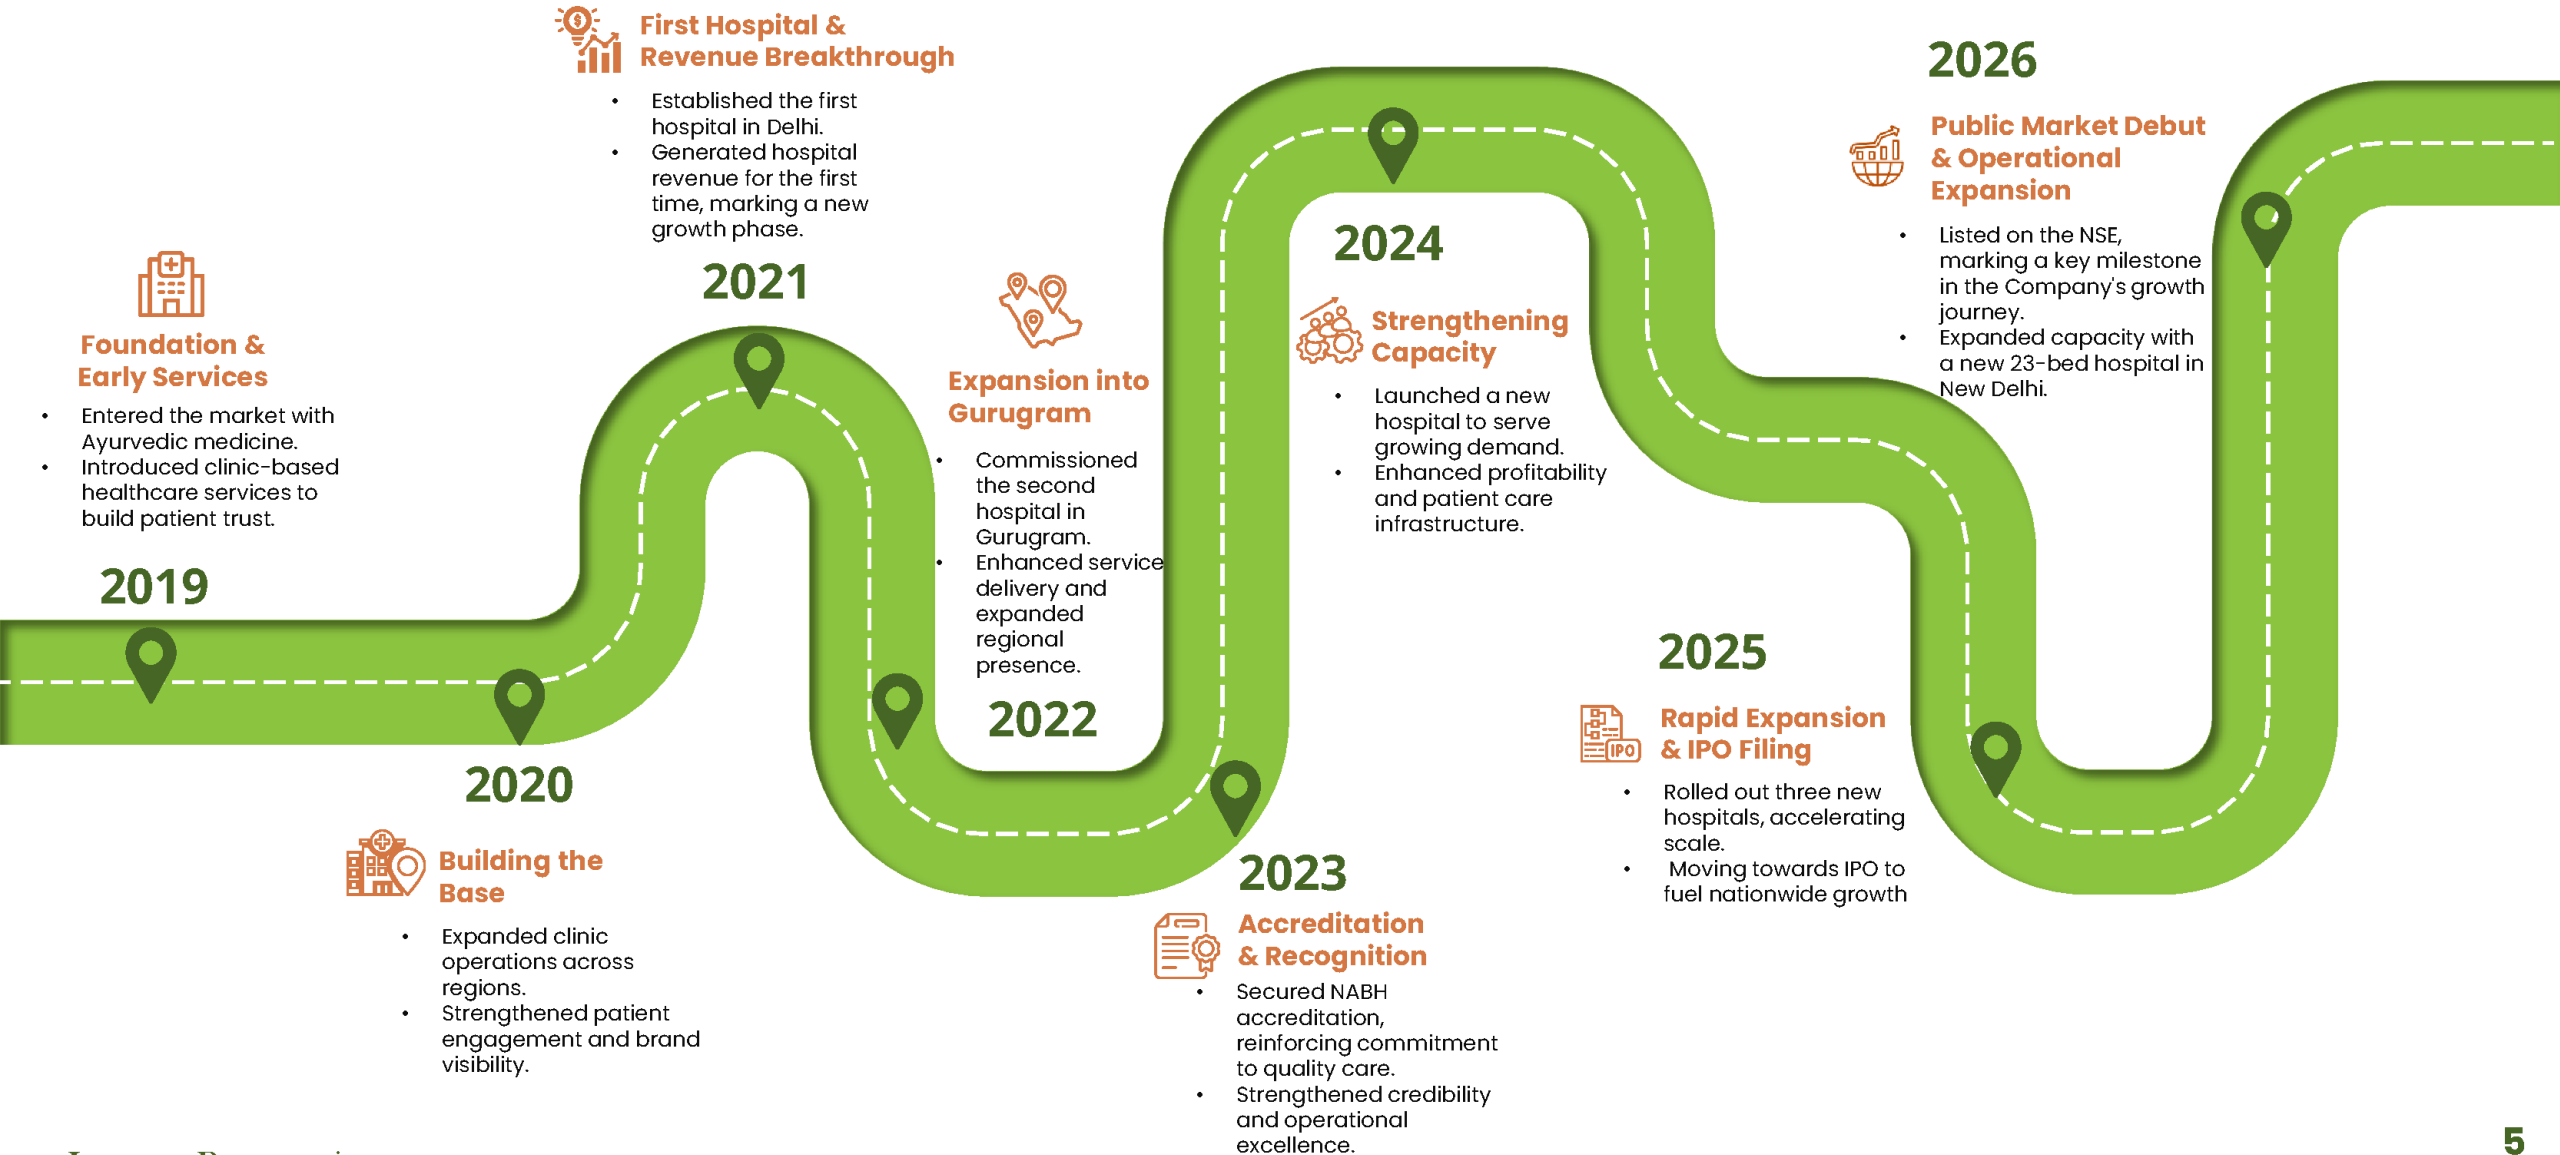 Foundation &
Early Services
• Entered the market with
Ayurvedic medicine.
• Introduced clinic-based
healthcare services to
build patient trust.
2019
2020
Building the
Base
• Expanded clinic
operations across
regions.
• Strengthened patient
engagement and brand
visibility.
First Hospital &
Revenue Breakthrough
• Established the first
hospital in Delhi.
• Generated hospital
revenue for the first
time, marking a new
growth phase.
2021
Expansion into
Gurugram
• Commissioned
the second
hospital in
Gurugram.
• Enhanced service
delivery and
expanded
regional
presence.
2022
2023
Accreditation
& Recognition
• Secured NABH
accreditation,
reinforcing commitment
to quality care.
• Strengthened credibility
and operational
excellence.
2024
Strengthening
Capacity
• Launched a new
hospital to serve
growing demand.
• Enhanced profitability
and patient care
infrastructure.
2025
IPO
Rapid Expansion
& IPO Filing
• Rolled out three new
hospitals, accelerating
scale.
• Moving towards IPO to
fuel nationwide growth
2026
Public Market Debut
& Operational
Expansion
• Listed on the NSE,
marking a key milestone
in the Company's growth
journey.
• Expanded capacity with
a new 23-bed hospital in
New Delhi.
5